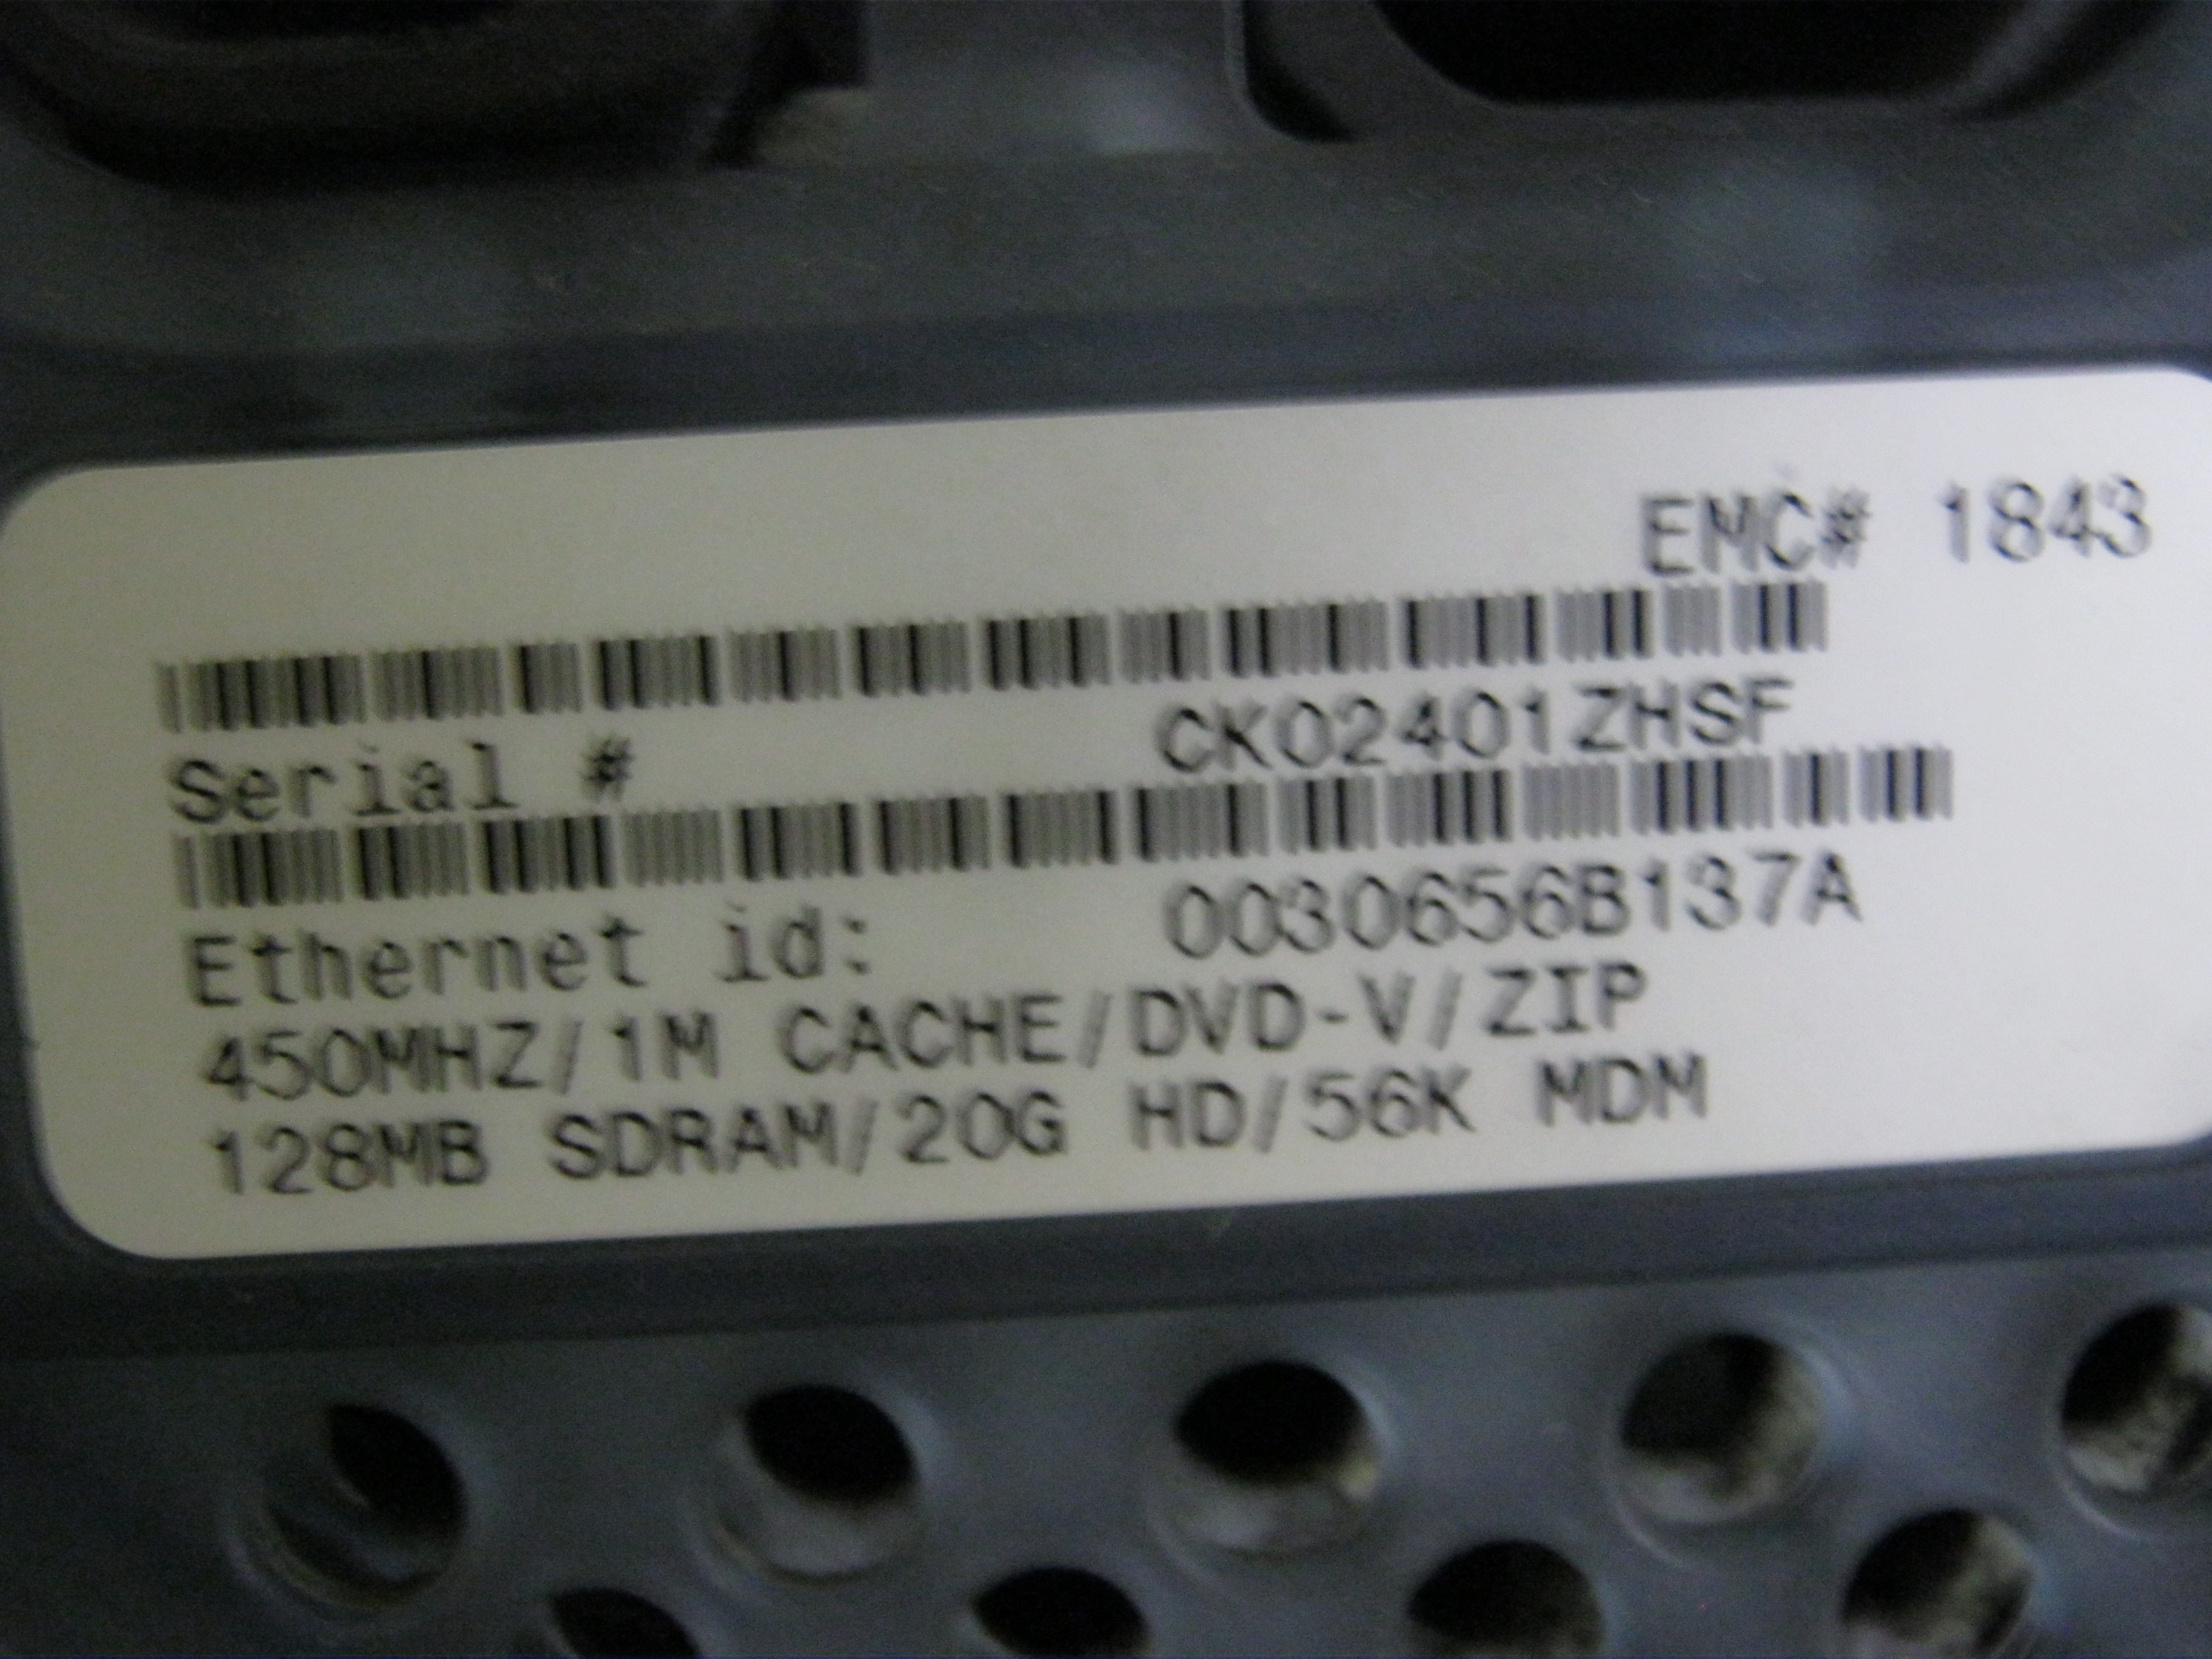 EMC# 1843
Serial # CK02401ZHSF
Ethernet id: 0030656B137A
450MHZ/1M CACHE/DVD-V/ZIP
128MB SDRAM/20G HD/56K MDM